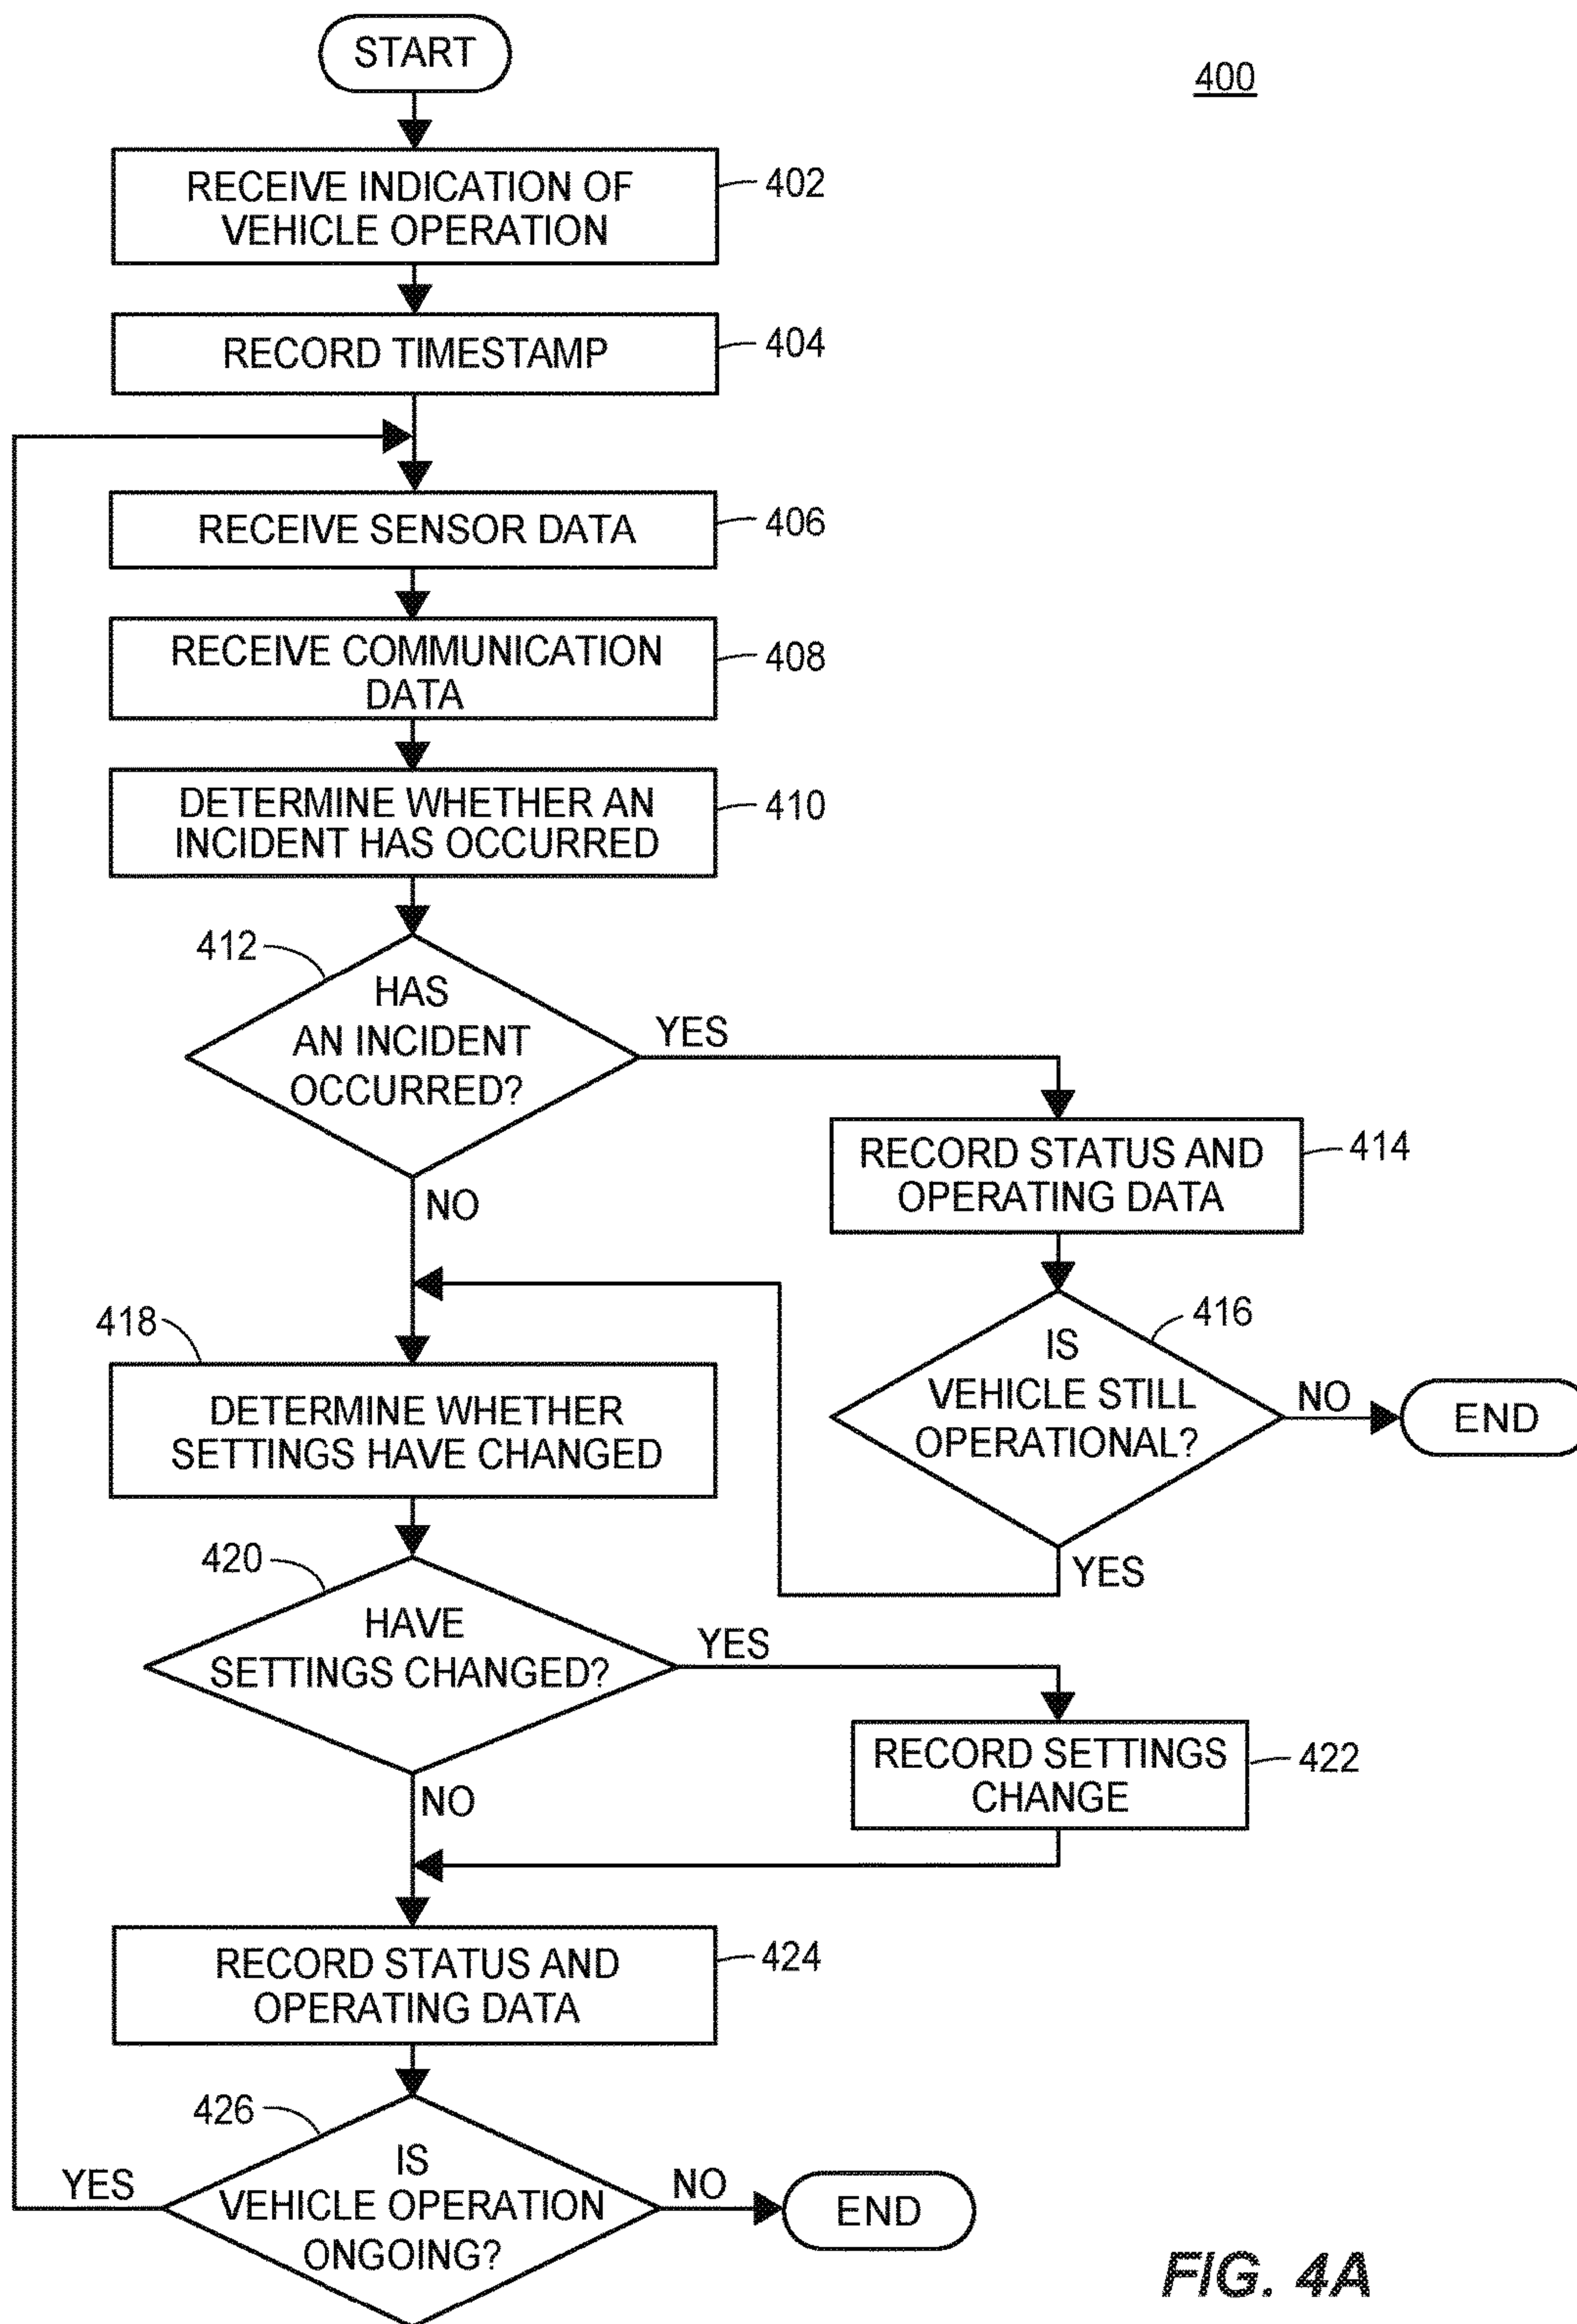 START
400
RECEIVE INDICATION OF
VEHICLE OPERATION
402
RECORD TIMESTAMP
404
RECEIVE SENSOR DATA
406
RECEIVE COMMUNICATION
DATA
408
DETERMINE WHETHER AN
INCIDENT HAS OCCURRED
410
412
HAS
AN INCIDENT
OCCURRED?
YES
NO
RECORD STATUS AND
OPERATING DATA
414
416
IS
VEHICLE STILL
OPERATIONAL?
NO
END
YES
418
DETERMINE WHETHER
SETTINGS HAVE CHANGED
420
HAVE
SETTINGS CHANGED?
YES
NO
RECORD SETTINGS
CHANGE
422
RECORD STATUS AND
OPERATING DATA
424
426
IS
VEHICLE OPERATION
ONGOING?
YES
NO
END
FIG. 4A